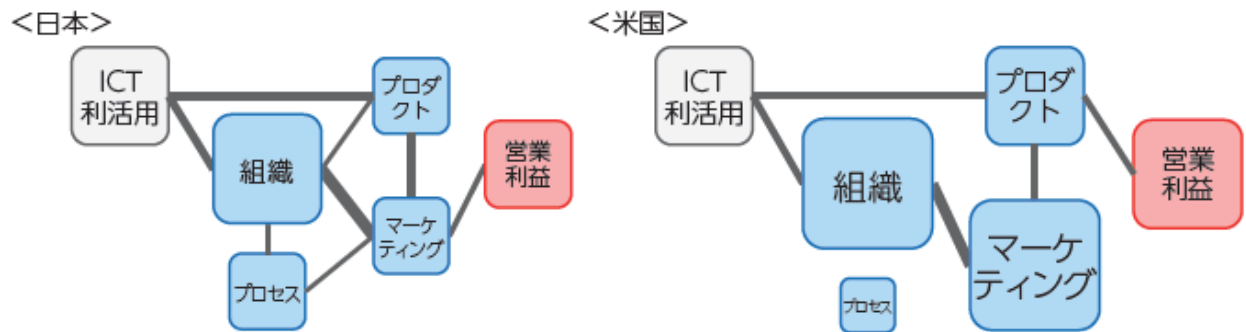 <日本>
ICT
利活用
プロダ
クト
組織
営業
利益
マーケ
ティング
プロセス
<米国>
ICT
利活用
プロダ
クト
組織
営業
利益
マーケ
ティング
プロセス